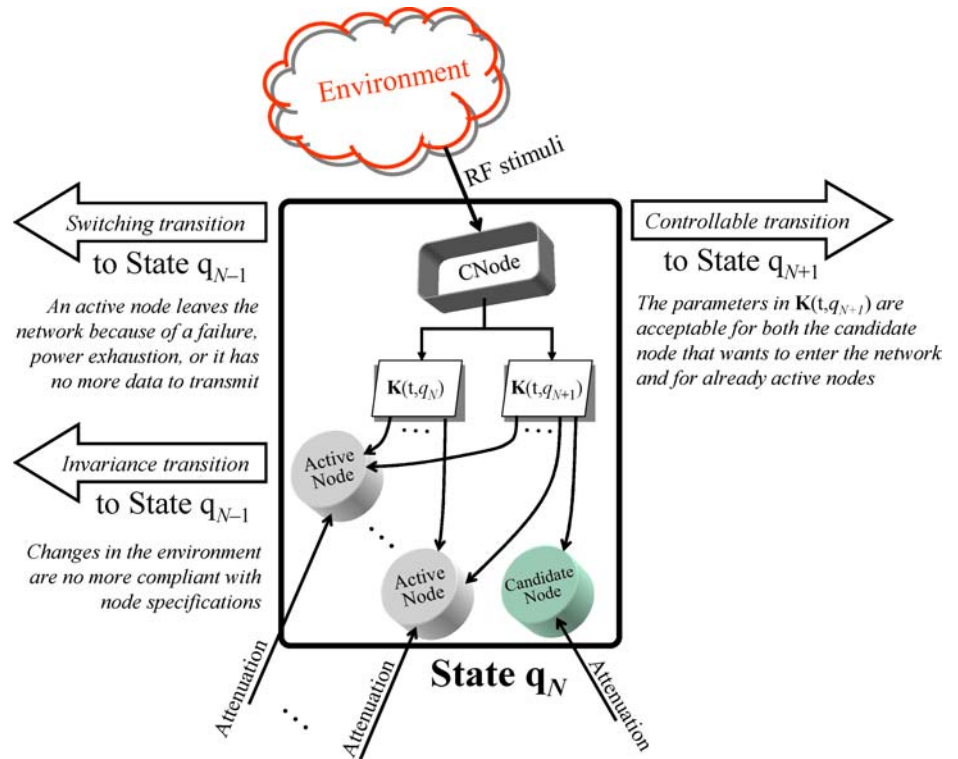 Environment
RF stimuli
Switching transition
to State q_{N–1}
An active node leaves the
network because of a failure,
power exhaustion, or it has
no more data to transmit
Invariance transition
to State q_{N–1}
Changes in the environment
are no more compliant with
node specifications
Controllable transition
to State q_{N+1}
The parameters in K(t,q_{N+1}) are
acceptable for both the candidate
node that wants to enter the network
and for already active nodes
CNode
K(t,q_N)
K(t,q_{N+1})
. . .
. . .
Active
Node
. . .
Active
Node
Candidate
Node
State q_N
Attenuation
. . .
Attenuation
Attenuation